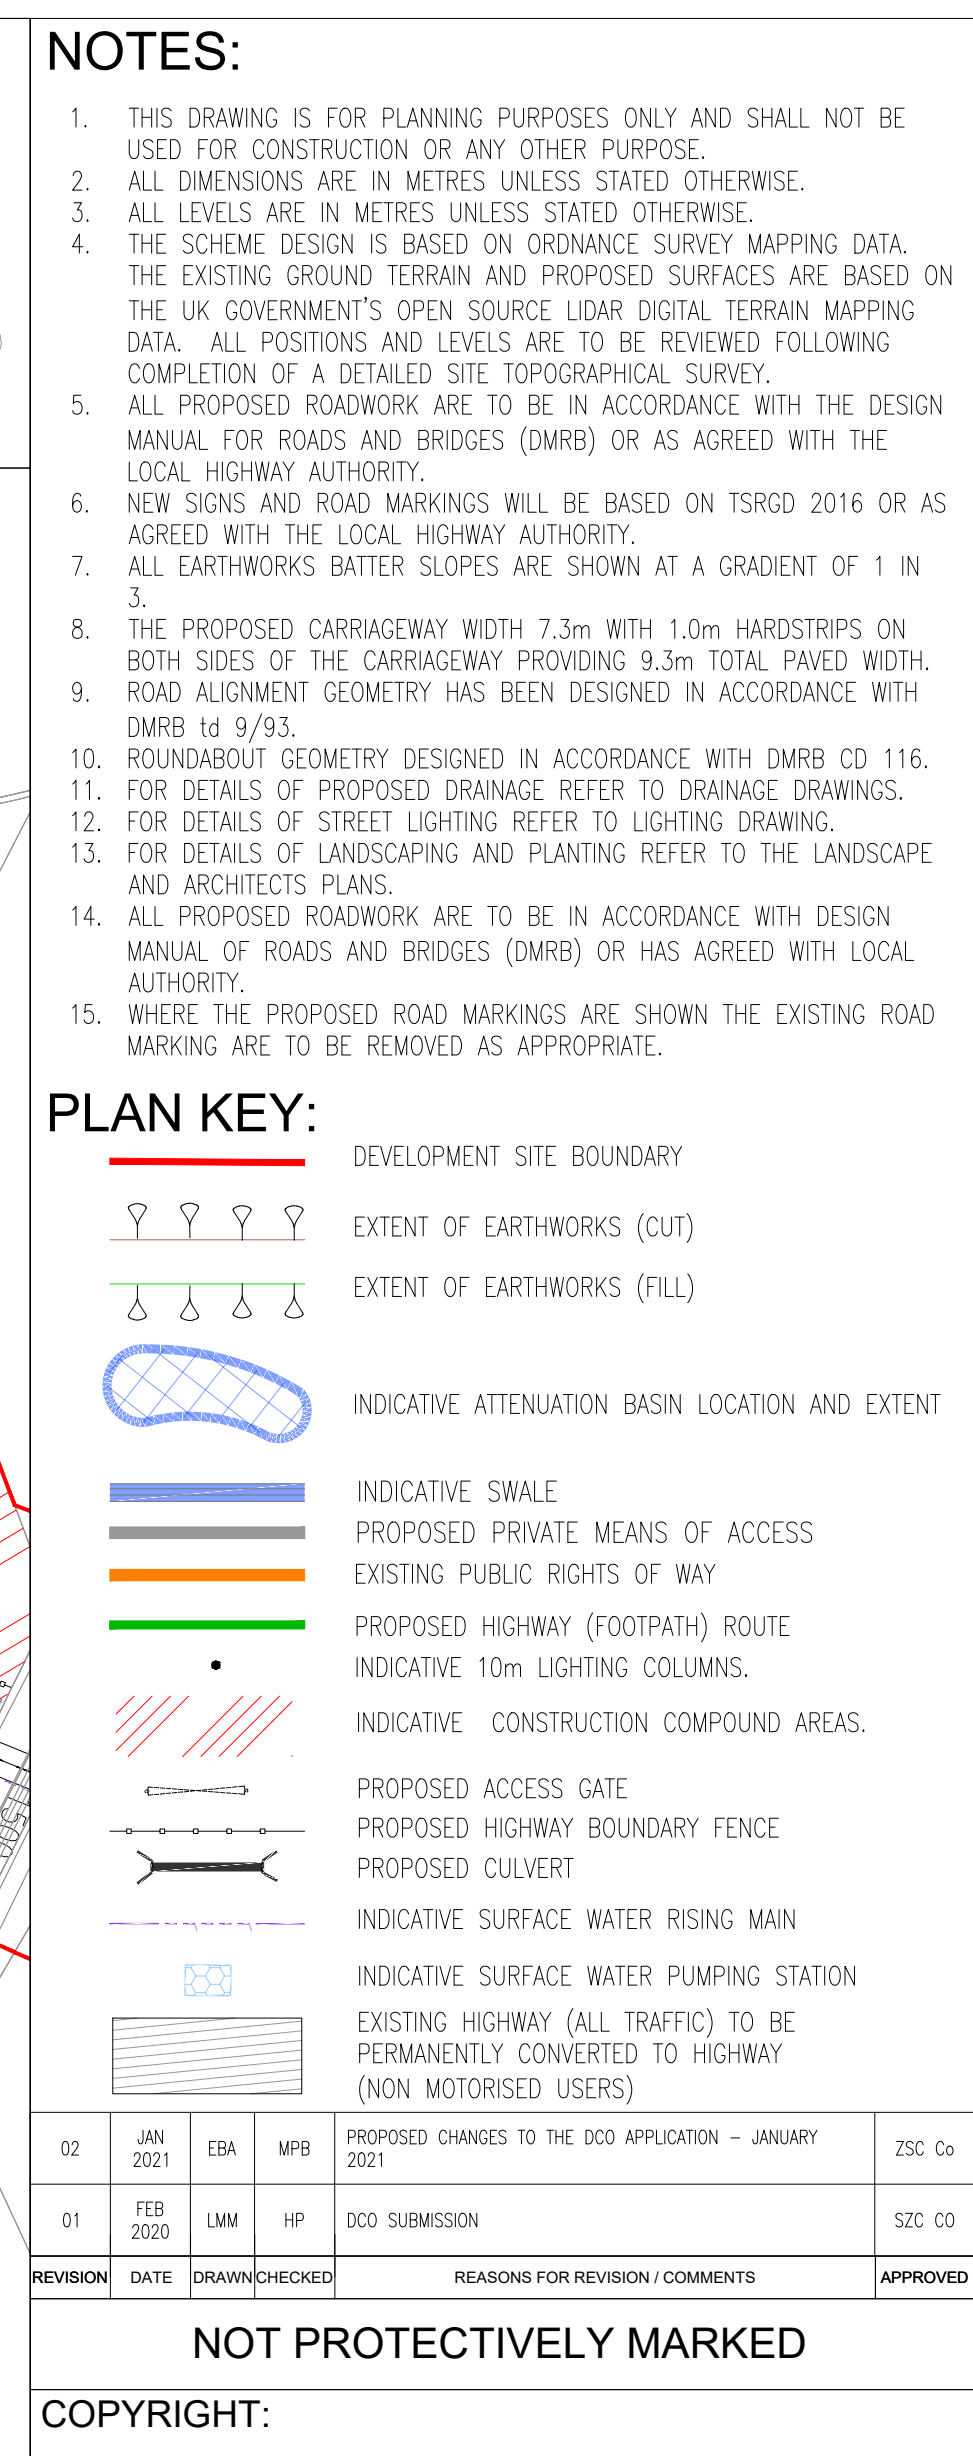 NOTES:
1. THIS DRAWING IS FOR PLANNING PURPOSES ONLY AND SHALL NOT BE
USED FOR CONSTRUCTION OR ANY OTHER PURPOSE.
2. ALL DIMENSIONS ARE IN METRES UNLESS STATED OTHERWISE.
3. ALL LEVELS ARE IN METRES UNLESS STATED OTHERWISE.
4. THE SCHEME DESIGN IS BASED ON ORDNANCE SURVEY MAPPING DATA.
THE EXISTING GROUND TERRAIN AND PROPOSED SURFACES ARE BASED ON
THE UK GOVERNMENT'S OPEN SOURCE LIDAR DIGITAL TERRAIN MAPPING
DATA. ALL POSITIONS AND LEVELS ARE TO BE REVIEWED FOLLOWING
COMPLETION OF A DETAILED SITE TOPOGRAPHICAL SURVEY.
5. ALL PROPOSED ROADWORK ARE TO BE IN ACCORDANCE WITH THE DESIGN
MANUAL FOR ROADS AND BRIDGES (DMRB) OR AS AGREED WITH THE
LOCAL HIGHWAY AUTHORITY.
6. NEW SIGNS AND ROAD MARKINGS WILL BE BASED ON TSRGD 2016 OR AS
AGREED WITH THE LOCAL HIGHWAY AUTHORITY.
7. ALL EARTHWORKS BATTER SLOPES ARE SHOWN AT A GRADIENT OF 1 IN
3.
8. THE PROPOSED CARRIAGEWAY WIDTH 7.3m WITH 1.0m HARDSTRIPS ON
BOTH SIDES OF THE CARRIAGEWAY PROVIDING 9.3m TOTAL PAVED WIDTH.
9. ROAD ALIGNMENT GEOMETRY HAS BEEN DESIGNED IN ACCORDANCE WITH
DMRB td 9/93.
10. ROUNDABOUT GEOMETRY DESIGNED IN ACCORDANCE WITH DMRB CD 116.
11. FOR DETAILS OF PROPOSED DRAINAGE REFER TO DRAINAGE DRAWINGS.
12. FOR DETAILS OF STREET LIGHTING REFER TO LIGHTING DRAWING.
13. FOR DETAILS OF LANDSCAPING AND PLANTING REFER TO THE LANDSCAPE
AND ARCHITECTS PLANS.
14. ALL PROPOSED ROADWORK ARE TO BE IN ACCORDANCE WITH DESIGN
MANUAL OF ROADS AND BRIDGES (DMRB) OR HAS AGREED WITH LOCAL
AUTHORITY.
15. WHERE THE PROPOSED ROAD MARKINGS ARE SHOWN THE EXISTING ROAD
MARKING ARE TO BE REMOVED AS APPROPRIATE.
PLAN KEY:
DEVELOPMENT SITE BOUNDARY
EXTENT OF EARTHWORKS (CUT)
EXTENT OF EARTHWORKS (FILL)
INDICATIVE ATTENUATION BASIN LOCATION AND EXTENT
INDICATIVE SWALE
PROPOSED PRIVATE MEANS OF ACCESS
EXISTING PUBLIC RIGHTS OF WAY
PROPOSED HIGHWAY (FOOTPATH) ROUTE
INDICATIVE 10m LIGHTING COLUMNS.
INDICATIVE CONSTRUCTION COMPOUND AREAS.
PROPOSED ACCESS GATE
PROPOSED HIGHWAY BOUNDARY FENCE
PROPOSED CULVERT
INDICATIVE SURFACE WATER RISING MAIN
INDICATIVE SURFACE WATER PUMPING STATION
EXISTING HIGHWAY (ALL TRAFFIC) TO BE
PERMANENTLY CONVERTED TO HIGHWAY
(NON MOTORISED USERS)
02 JAN 2021 EBA MPB PROPOSED CHANGES TO THE DCO APPLICATION – JANUARY 2021 ZSC Co
01 FEB 2020 LMM HP DCO SUBMISSION SZC CO
REVISION DATE DRAWN CHECKED REASONS FOR REVISION / COMMENTS APPROVED
NOT PROTECTIVELY MARKED
COPYRIGHT: